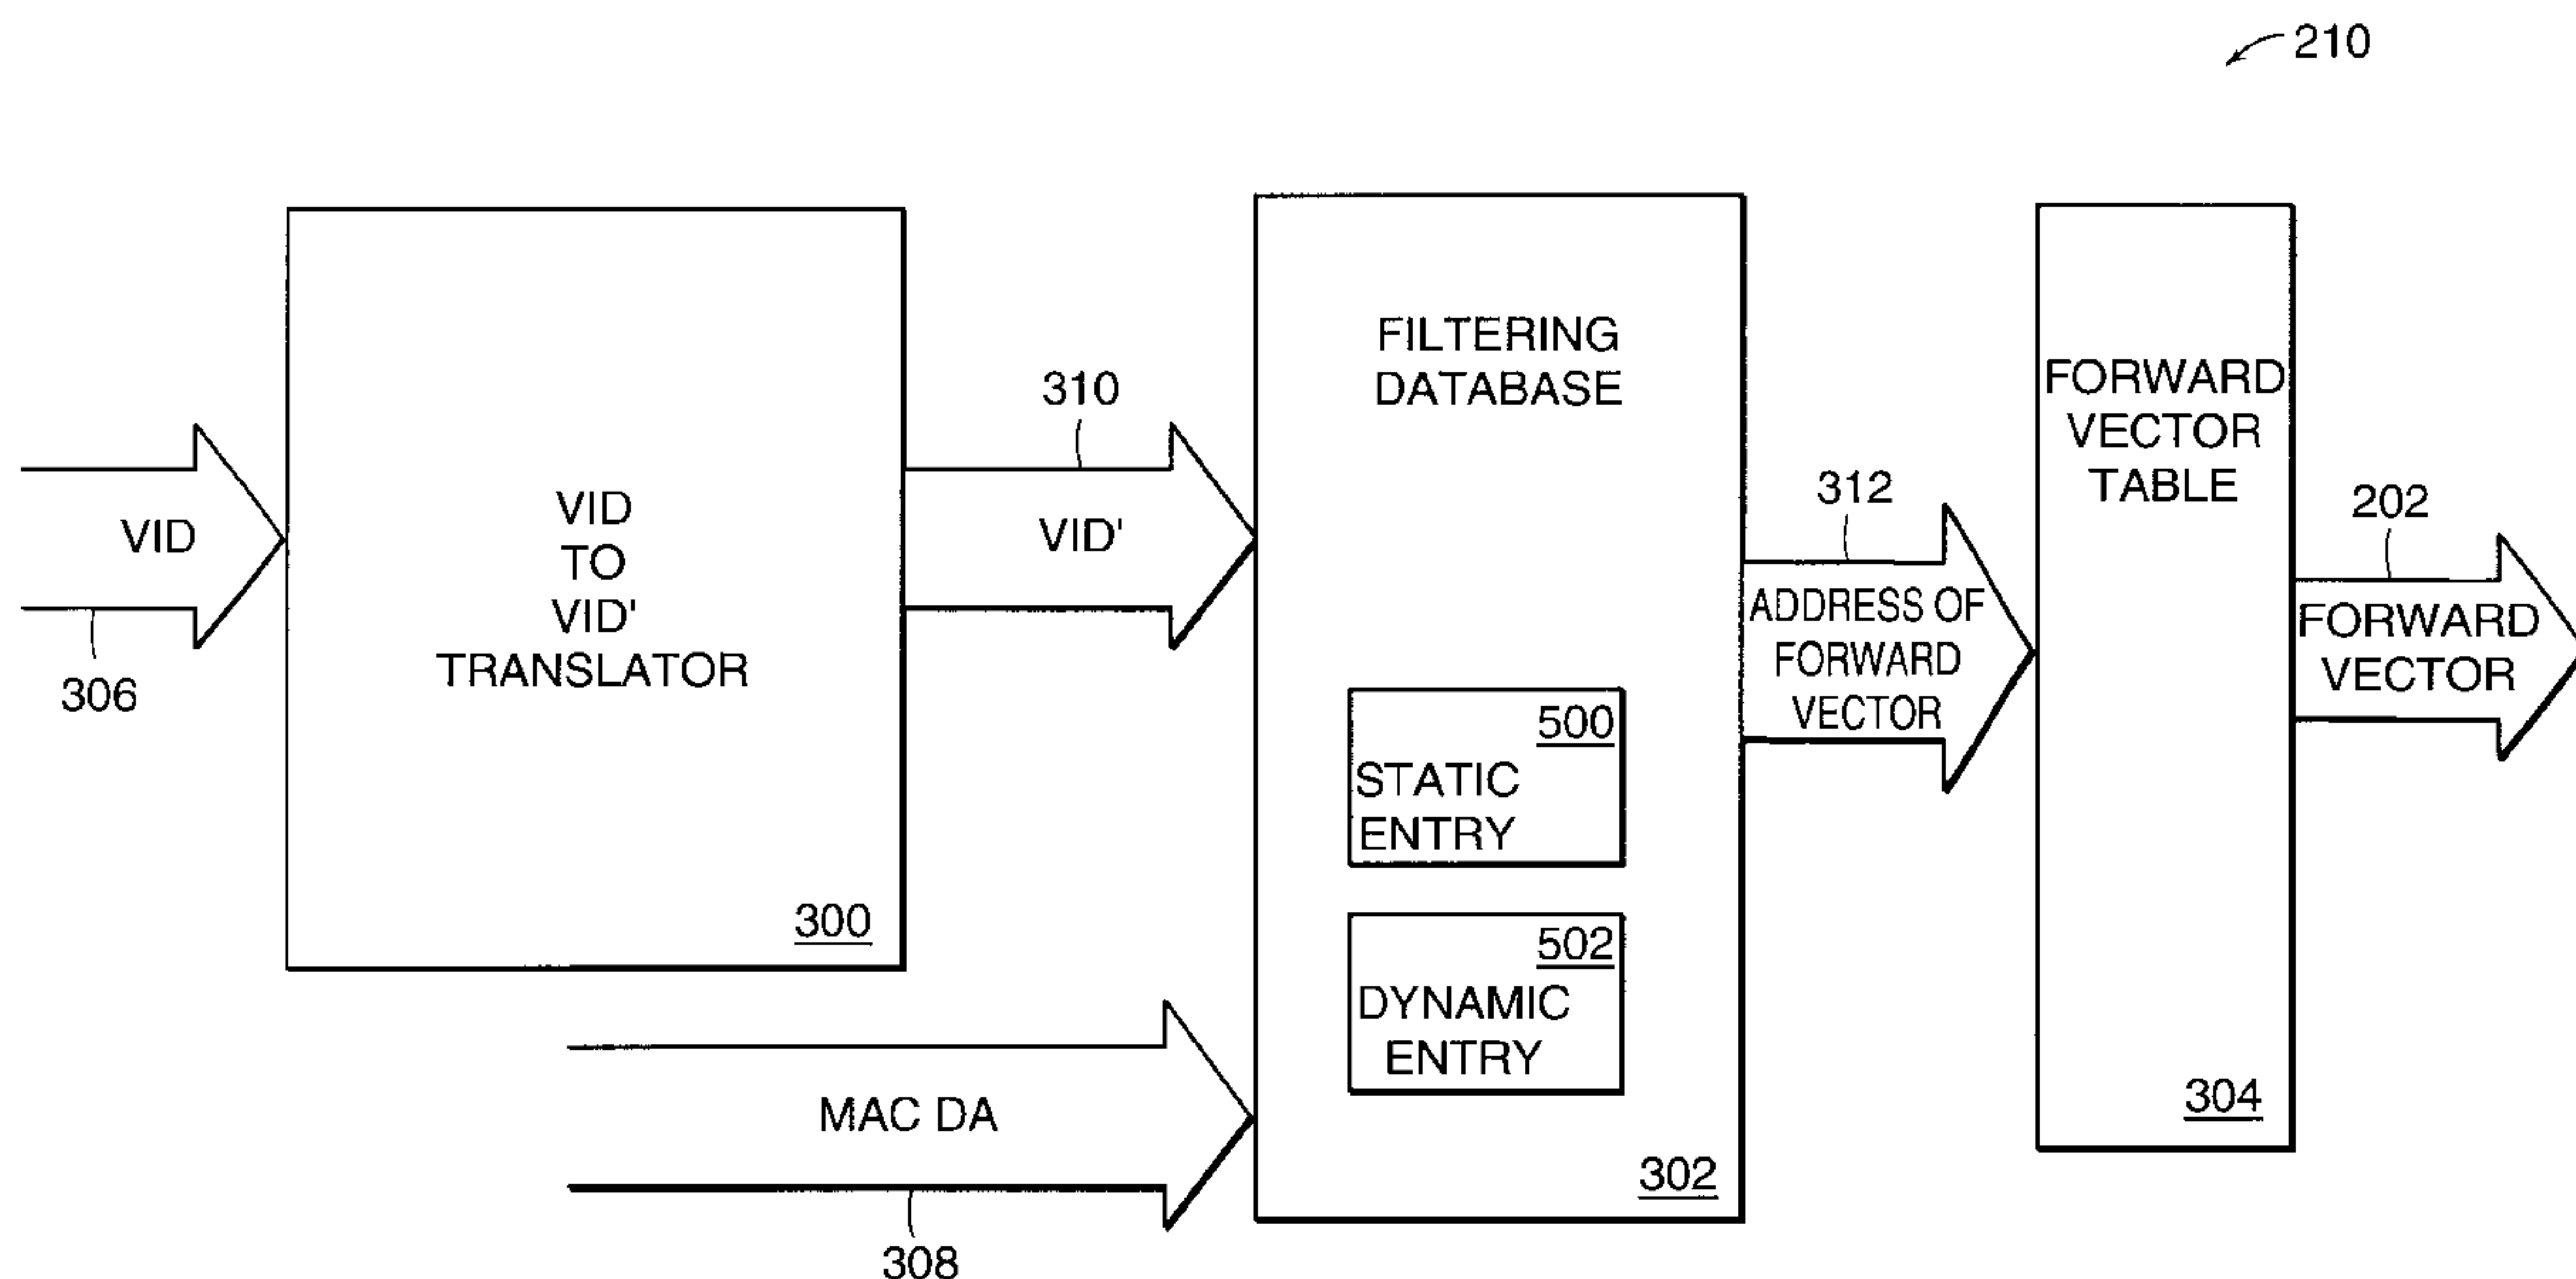 210
VID
306
VID
TO
VID'
TRANSLATOR
300
310
VID'
MAC DA
308
FILTERING
DATABASE
500
STATIC
ENTRY
502
DYNAMIC
ENTRY
302
312
ADDRESS OF
FORWARD
VECTOR
FORWARD
VECTOR
TABLE
304
202
FORWARD
VECTOR